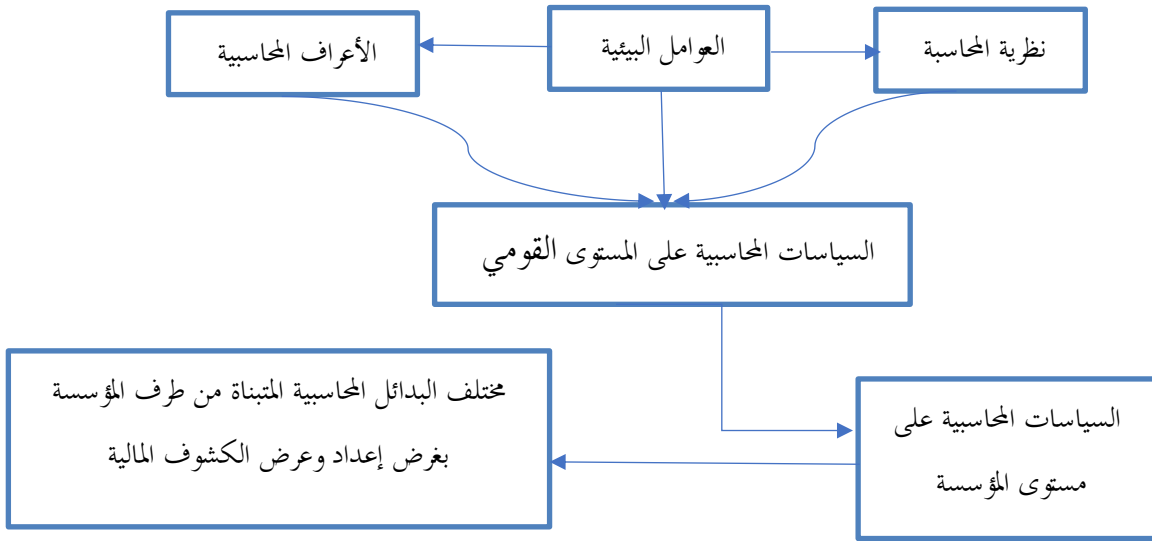 نظرية المحاسبة
العوامل البيئية
الأعراف المحاسبية
السياسات المحاسبية على المستوى القومي
السياسات المحاسبية على
مستوى المؤسسة
مختلف البدائل المحاسبية المتبناة من طرف المؤسسة
بغرض إعداد وعرض الكشوف المالية